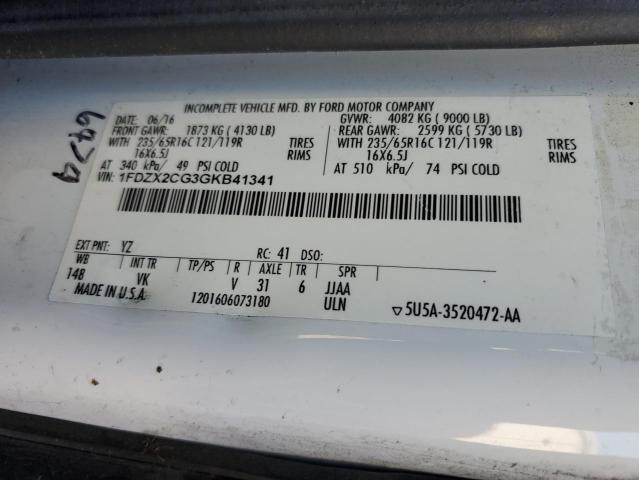 6979
INCOMPLETE VEHICLE MFD. BY FORD MOTOR COMPANY
DATE: 06/16 GVWR: 4082 KG ( 9000 LB)
FRONT GAWR: 1873 KG ( 4130 LB) REAR GAWR: 2599 KG ( 5730 LB)
WITH 235/65R16C 121/119R TIRES WITH 235/65R16C 121/119R TIRES
16X6.5J RIMS 16X6.5J RIMS
AT 340 kPa/ 49 PSI COLD AT 510 kPa/ 74 PSI COLD
1FDZX2CG3GKB41341
EXT PNT: YZ RC: 41 DSO:
WB INT TR TP/PS R AXLE TR SPR
148 VK V 31 6 JJAA
MADE IN U.S.A. 1201606073180 ULN ▽5U5A-3520472-AA